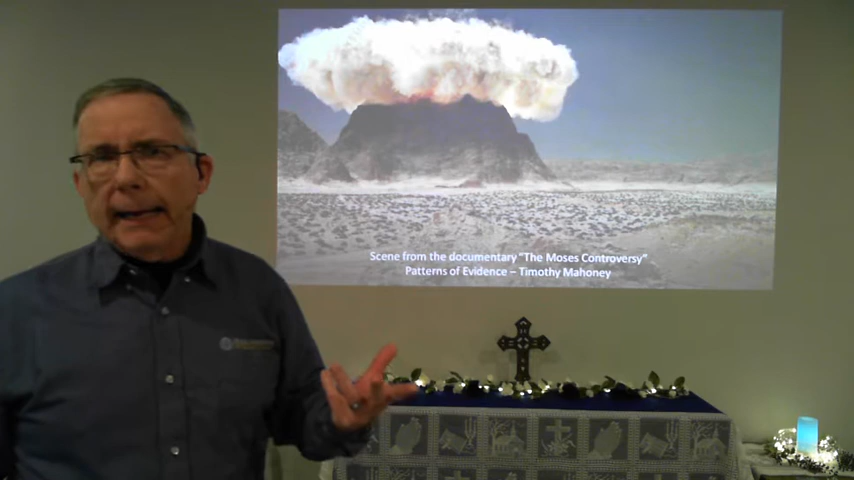 Scene from the documentary "The Moses Controversy"
Patterns of Evidence – Timothy Mahoney